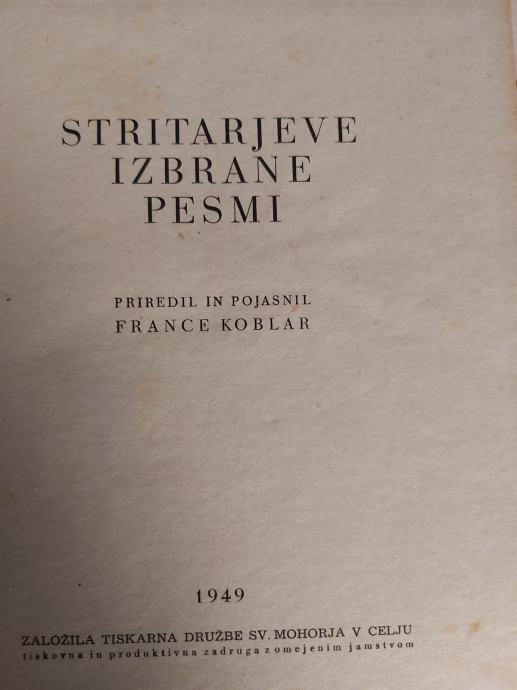 STRITARJEVE
IZBRANE
PESMI
PRIREDIL IN POJASNIL
FRANCE KOBLAR
1949
ZALOŽILA TISKARNA DRUŽBE SV. MOHORJA V CELJU
tiskovna in produktivna zadruga z omejenim jamstvom